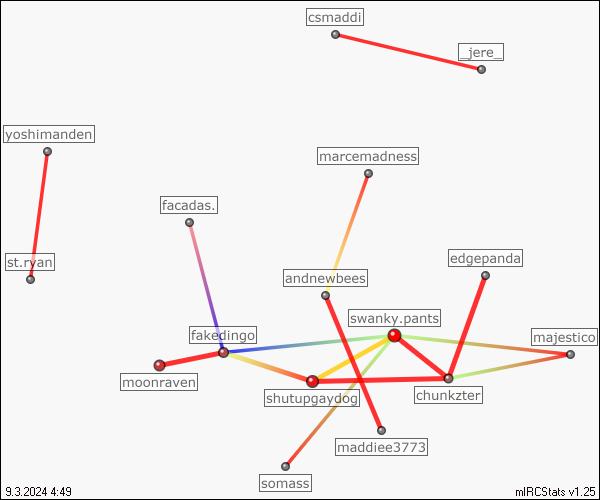 csmaddi
_jere_
yoshimanden
marcemadness
facadas.
st.ryan
edgepanda
andnewbees
swanky.pants
fakedingo
majestico
moonraven
shutupgaydog
chunkzter
maddiee3773
somass
9.3.2024 4:49
mIRCStats v1.25